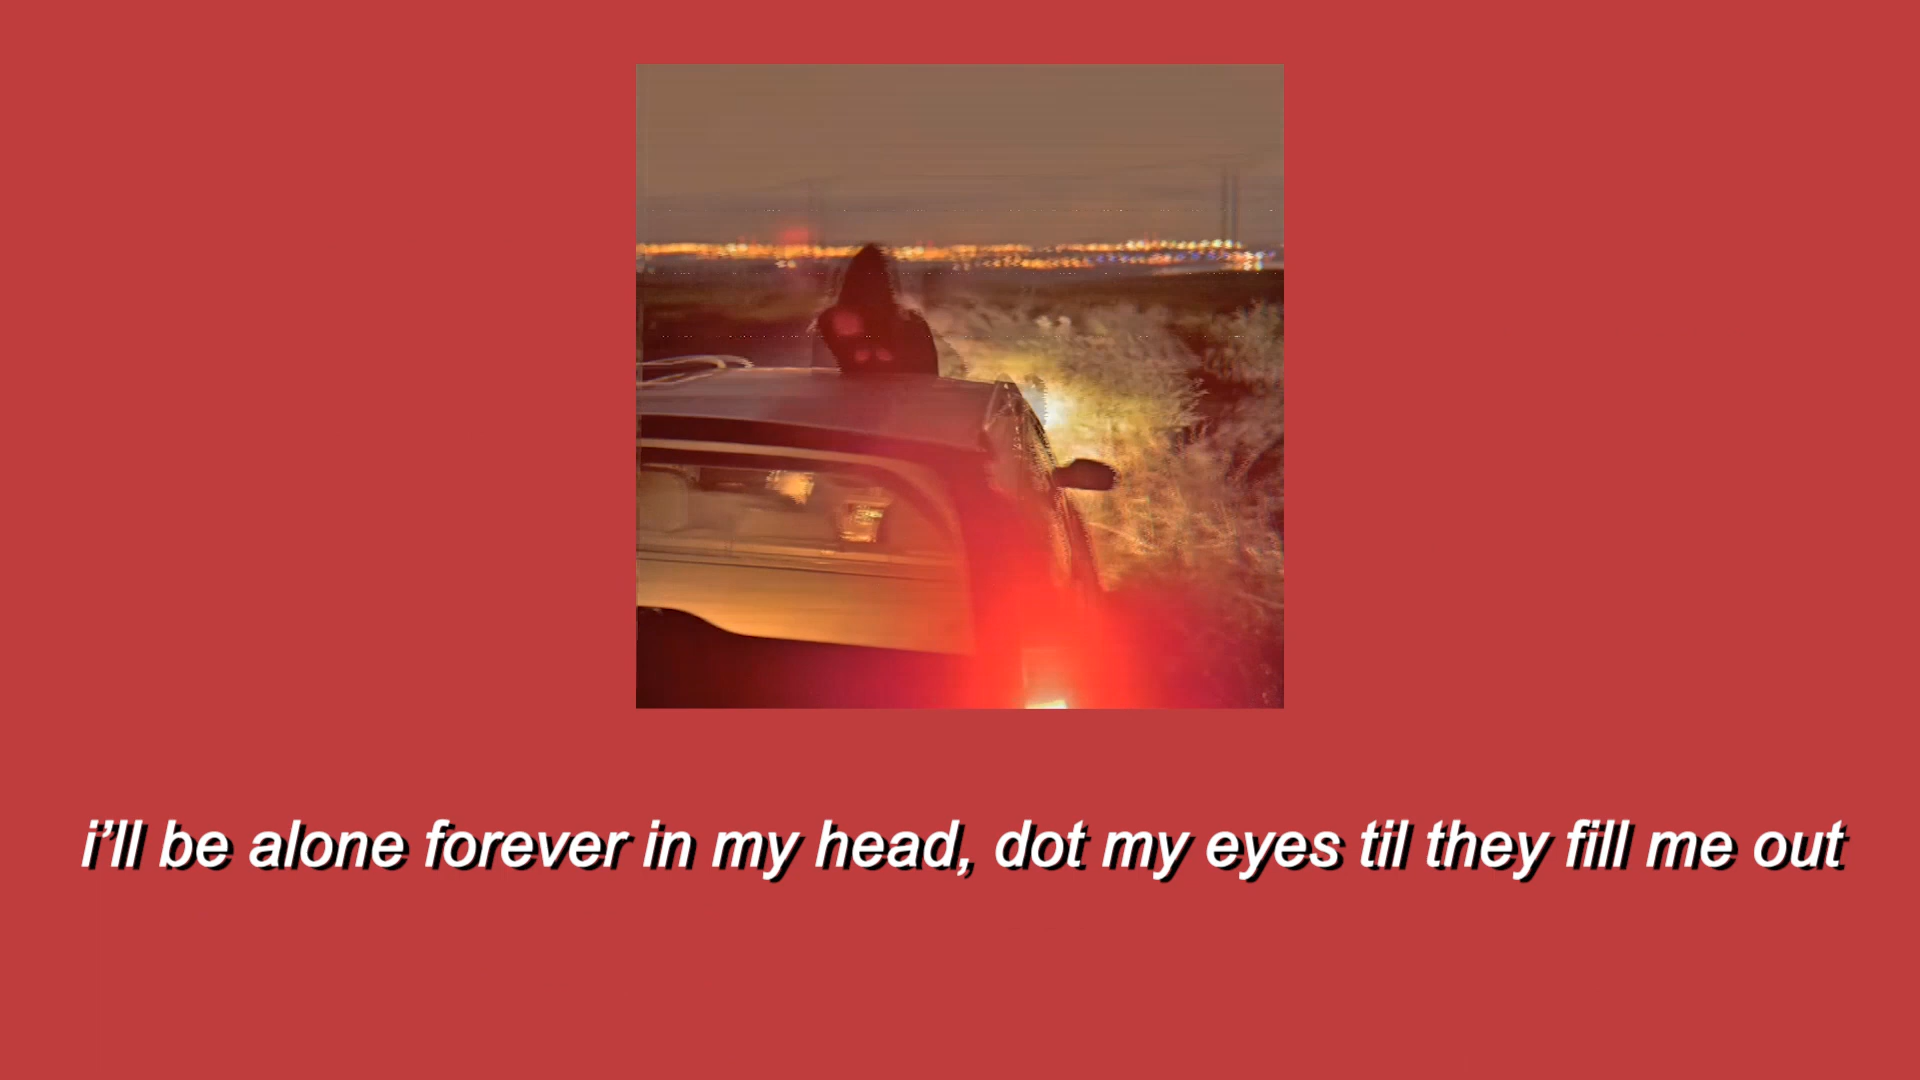 i’ll be alone forever in my head, dot my eyes til they fill me out